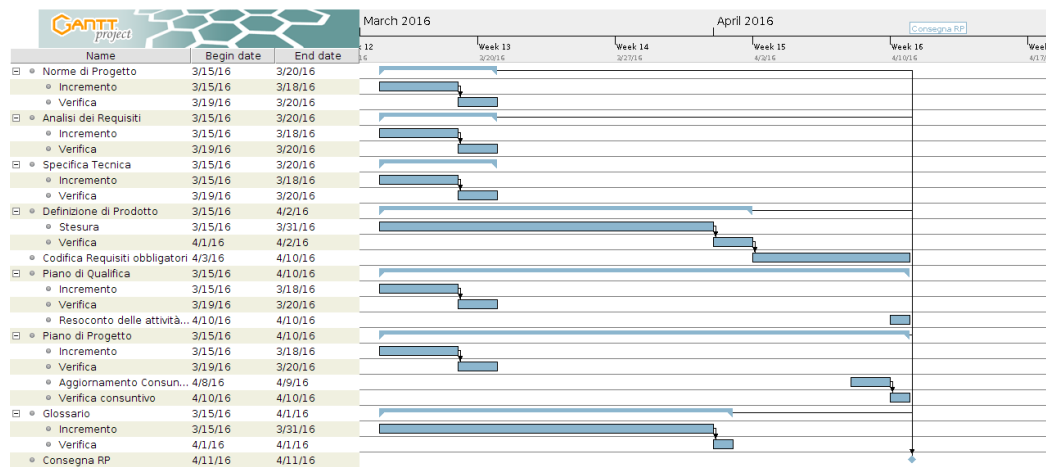 GANTT
project
March 2016
April 2016
Consegna RP
12
Week 13
Week 14
Week 15
Week 16
Name Begin date End date
16
3/20/16
3/27/16
4/3/16
4/10/16
4/17/
Norme di Progetto 3/15/16 3/20/16
Incremento 3/15/16 3/18/16
Verifica 3/19/16 3/20/16
Analisi dei Requisiti 3/15/16 3/20/16
Incremento 3/15/16 3/18/16
Verifica 3/19/16 3/20/16
Specifica Tecnica 3/15/16 3/20/16
Incremento 3/15/16 3/18/16
Verifica 3/19/16 3/20/16
Definizione di Prodotto 3/15/16 4/2/16
Stesura 3/15/16 3/31/16
Verifica 4/1/16 4/2/16
Codifica Requisiti obbligatori 4/3/16 4/10/16
Piano di Qualifica 3/15/16 4/10/16
Incremento 3/15/16 3/18/16
Verifica 3/19/16 3/20/16
Resoconto delle attività... 4/10/16 4/10/16
Piano di Progetto 3/15/16 4/10/16
Incremento 3/15/16 3/18/16
Verifica 3/19/16 3/20/16
Aggiornamento Consun... 4/8/16 4/9/16
Verifica consuntivo 4/10/16 4/10/16
Glossario 3/15/16 4/1/16
Incremento 3/15/16 3/31/16
Verifica 4/1/16 4/1/16
Consegna RP 4/11/16 4/11/16